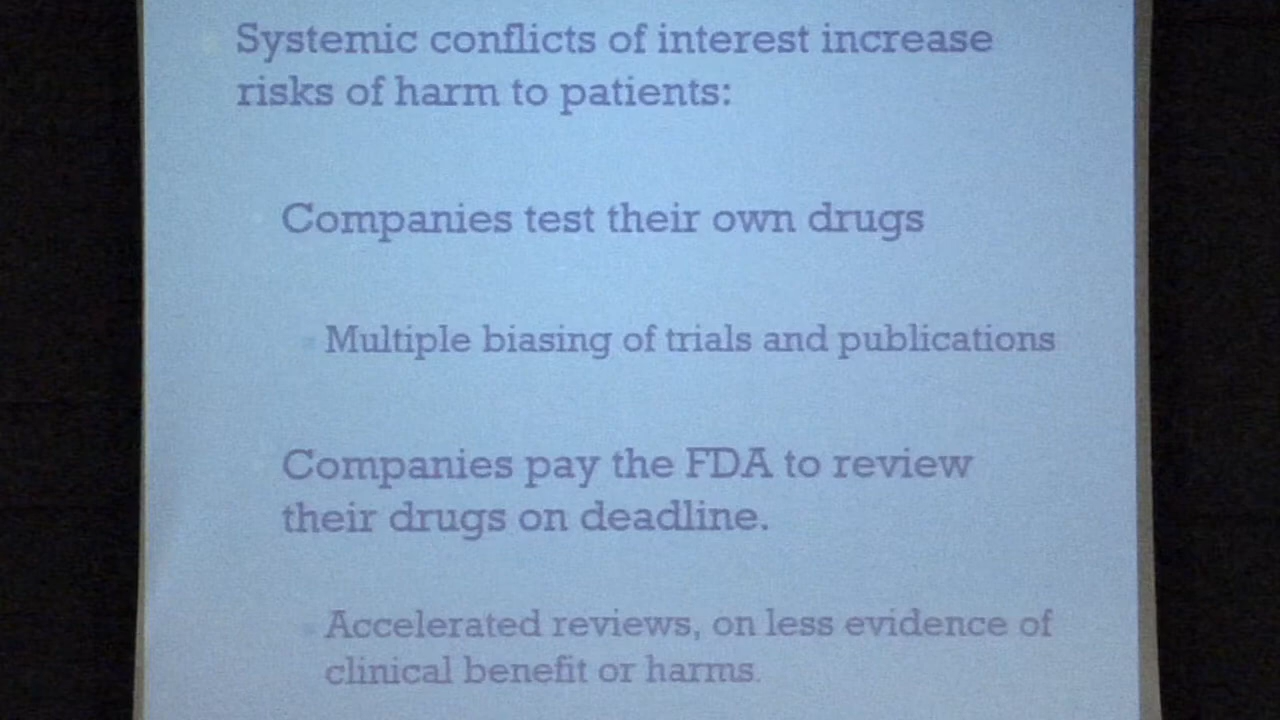 Systemic conflicts of interest increase
risks of harm to patients:
Companies test their own drugs
Multiple biasing of trials and publications
Companies pay the FDA to review
their drugs on deadline.
Accelerated reviews, on less evidence of
clinical benefit or harms.